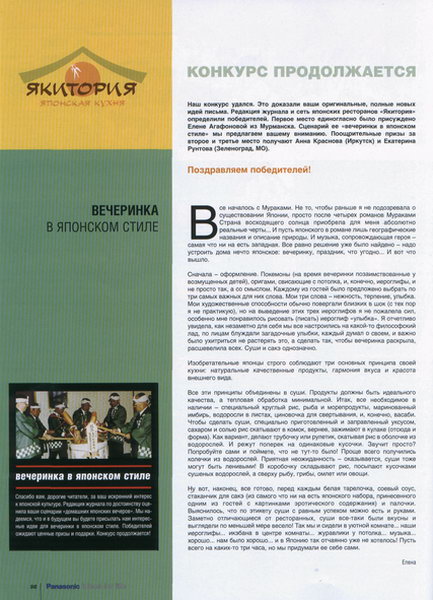 ЯКИТОРИЯ
ЯПОНСКАЯ КУХНЯ
КОНКУРС ПРОДОЛЖАЕТСЯ
Наш конкурс удался. Это доказали ваши оригинальные, полные новых
идей письма. Редакция журнала и сеть японских ресторанов «Якитория»
определили победителей. Первое место единогласно было присуждено
Елене Агафоновой из Мурманска. Сценарий ее «вечеринки в японском
стиле» мы предлагаем вашему вниманию. Поощрительные призы за
второе и третье место получают Анна Краснова (Иркутск) и Екатерина
Рунтова (Зеленоград, МО).
Поздравляем победителей!
ВЕЧЕРИНКА
В ЯПОНСКОМ СТИЛЕ
Все началось с Мураками. Не то, чтобы раньше я не подозревала о
существовании Японии, просто после четырех романов Мураками
Страна восходящего солнца приобрела для меня абсолютно
реальные черты... И пусть японского в романе лишь географические
названия и описание природы. И музыка, сопровождающая героя –
самая что ни на есть западная. Все равно решение уже было найдено – надо
устроить дома нечто японское: вечеринку, праздник, что угодно... И вот что
вышло.
Сначала – оформление. Покемоны (на время вечеринки позаимствованные у
возмущенных детей), оригами, свисающие с потолка, и, конечно, иероглифы, и
не просто так, а со смыслом. Каждому из гостей было предложено выбрать по
три самых важных для них слова. Мои три слова – нежность, терпение, улыбка.
Мои художественные способности обычно повергали близких в шок (с тех пор
я не практикую), но на выведение этих трех иероглифов я не пожалела сил,
особенно мне понравилось рисовать (писать) иероглиф «улыбка». Я отчетливо
увидела, как незаметно для себя мы все настроились на какой-то философский
лад, по лицам блуждали загадочные улыбки, каждый думал о своем, и важно
было ухитриться не растерять это, а сделать так, чтобы вечеринка раскрыла,
расшевелила всех. Суши и сакэ однозначно.
Изобретательные японцы строго соблюдают три основных принципа своей
кухни: натуральные качественные продукты, гармония вкуса и красота
внешнего вида.
Все эти принципы объединены в суши. Продукты должны быть идеального
качества, а тепловая обработка минимальной. Итак, все необходимое в
наличии – специальный круглый рис, рыба и морепродукты, маринованный
имбирь, водоросли в листах, циновочка для свертывания, и, конечно, васаби.
Чтобы сделать суши, специально приготовленный и заправленный уксусом,
сахаром и солью рис скатывают в комок, вернее, зажимают в кулаке (отсюда и
форма). Как вариант, делают трубочку или рулетик, скатывая рис в оболочке из
водорослей. И режут поперек на одинаковые кусочки. Звучит просто?
Попробуйте сами и поймете, что не тут-то было! Проще всего получились
колечки из водорослей. Приятная неожиданность – оказывается, суши тоже
могут быть ленивыми! В коробочку складывают рис, посыпают кусочками
сушеных водорослей, а сверху рыбу, грибы, омлет или овощи.
Ну вот, наконец, все готово, перед каждым белая тарелочка, соевый соус,
стаканчик для сакэ (из самого что ни на есть японского набора, принесенного
одним из гостей с картинками эротического содержания) и палочки.
Выяснилось, что по этикету суши с равным успехом можно есть и руками.
Заметно отличающиеся от ресторанных, суши все-таки были вкусны и
выглядели по меньшей мере весело! Так мы и сидели в уютной комнате... наши
иероглифы... икэбана в центре комнаты... журавлики у потолка... музыка...
хорошо... нам было хорошо... и в Японию так отчаянно уже не хотелось! Пусть
всего на каких-то три часа, но мы придумали ее себе сами.
Елена
вечеринка в японском стиле
Спасибо вам, дорогие читатели, за ваш искренний интерес
к японской культуре. Редакция журнала по достоинству оце-
нила ваши сценарии «домашних японских вечеров». Мы на-
деемся, что и в будущем вы будете присылать нам интерес-
ные идеи для вечеринки в японском стиле. Победителей
ожидают ценные призы и подарки. Конкурс продолжается!
Panasonic